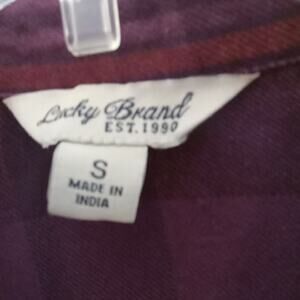 Lucky Brand
EST. 1990
S
MADE IN
INDIA